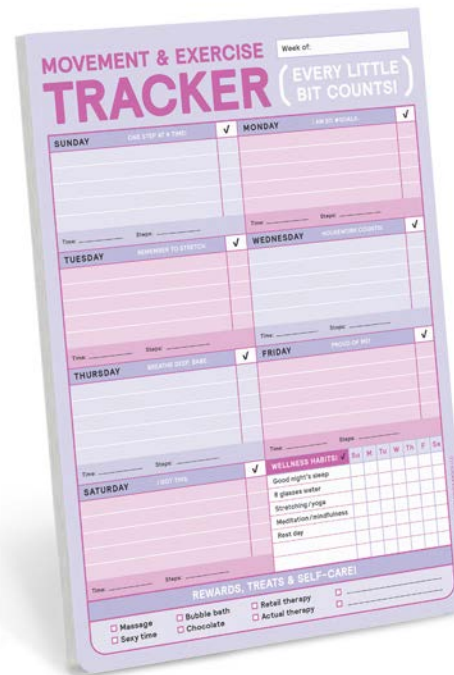 MOVEMENT & EXERCISE
TRACKER
Week of:
(EVERY LITTLE
BIT COUNTS!)
SUNDAY ONE STEP AT A TIME! ✓
Time: Steps:
MONDAY I AM SO #GOALS. ✓
Time: Steps:
TUESDAY REMEMBER TO STRETCH. ✓
Time: Steps:
WEDNESDAY HOUSEWORK COUNTS! ✓
Time: Steps:
THURSDAY BREATHE DEEP, BABE. ✓
Time: Steps:
FRIDAY PROUD OF ME! ✓
Time: Steps:
SATURDAY I GOT THIS. ✓
Time: Steps:
WELLNESS HABITS! ✓ Su M Tu W Th F Sa
Good night's sleep
8 glasses water
Stretching/yoga
Meditation/mindfulness
Rest day
REWARDS, TREATS & SELF-CARE!
Massage Bubble bath Retail therapy
Sexy time Chocolate Actual therapy